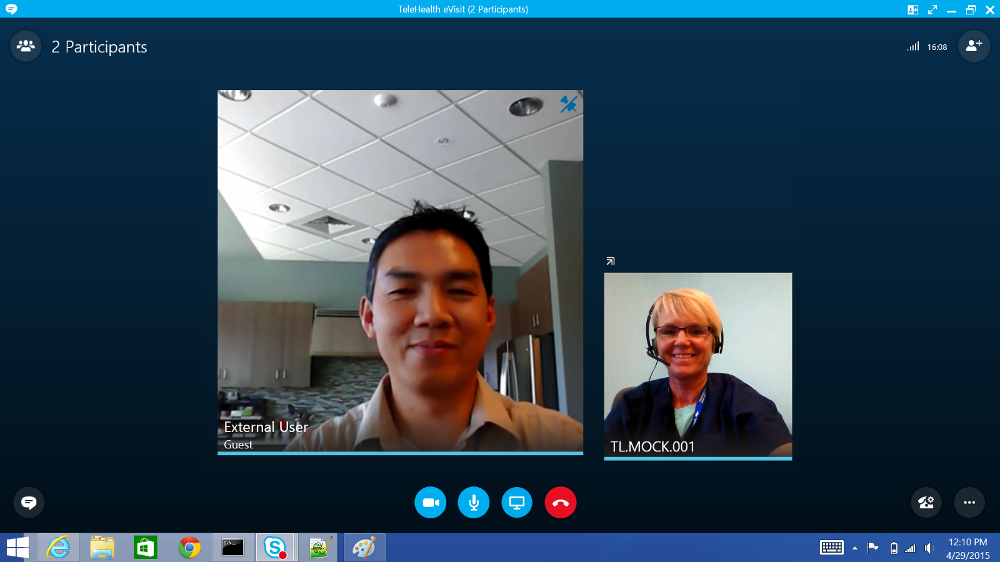 TeleHealth eVisit (2 Participants)
2 Participants
16:08
External User
Guest
TL.MOCK.001
12:10 PM
4/29/2015